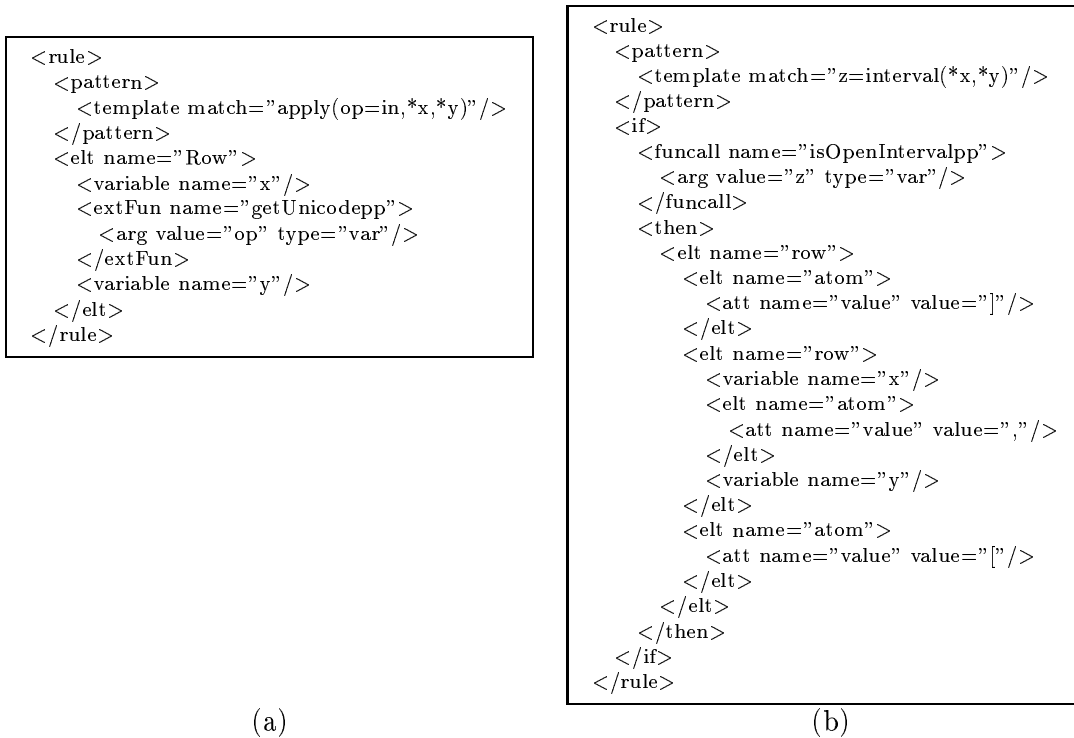 <rule>
<pattern>
<template match="apply(op=in,*x,*y)"/>
</pattern>
<elt name="Row">
<variable name="x"/>
<extFun name="getUnicodepp">
<arg value="op" type="var"/>
</extFun>
<variable name="y"/>
</elt>
</rule>
(a)
<rule>
<pattern>
<template match="z=interval(*x,*y)"/>
</pattern>
<if>
<funcall name="isOpenIntervalpp">
<arg value="z" type="var"/>
</funcall>
<then>
<elt name="row">
<elt name="atom">
<att name="value" value="]"/>
</elt>
<elt name="row">
<variable name="x"/>
<elt name="atom">
<att name="value" value=","/>
</elt>
<variable name="y"/>
</elt>
<elt name="atom">
<att name="value" value="["/>
</elt>
</elt>
</then>
</if>
</rule>
(b)